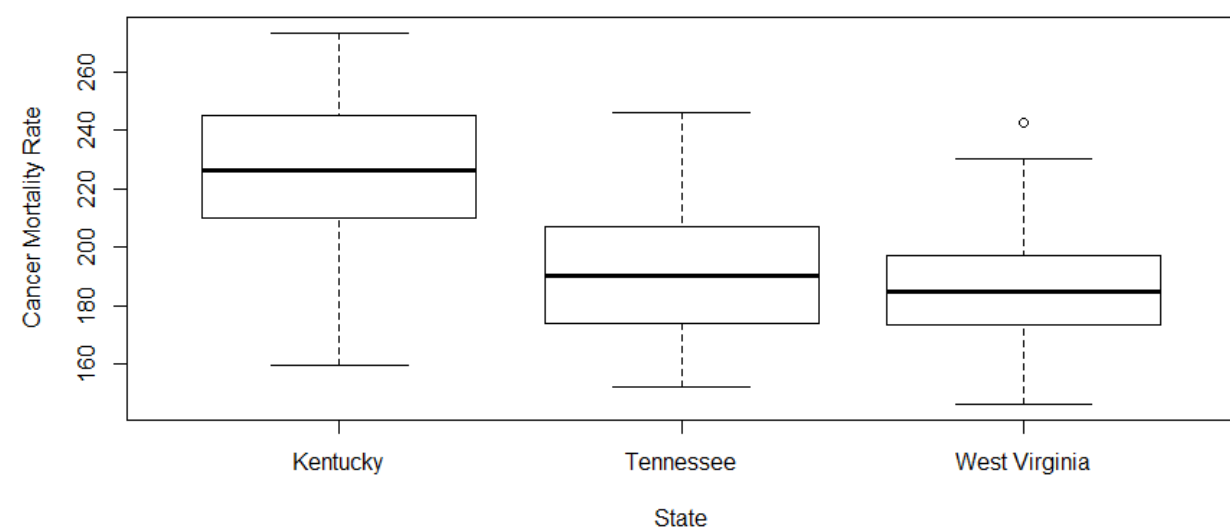 Cancer Mortality Rate
260
240
220
200
180
160
Kentucky
Tennessee
West Virginia
State